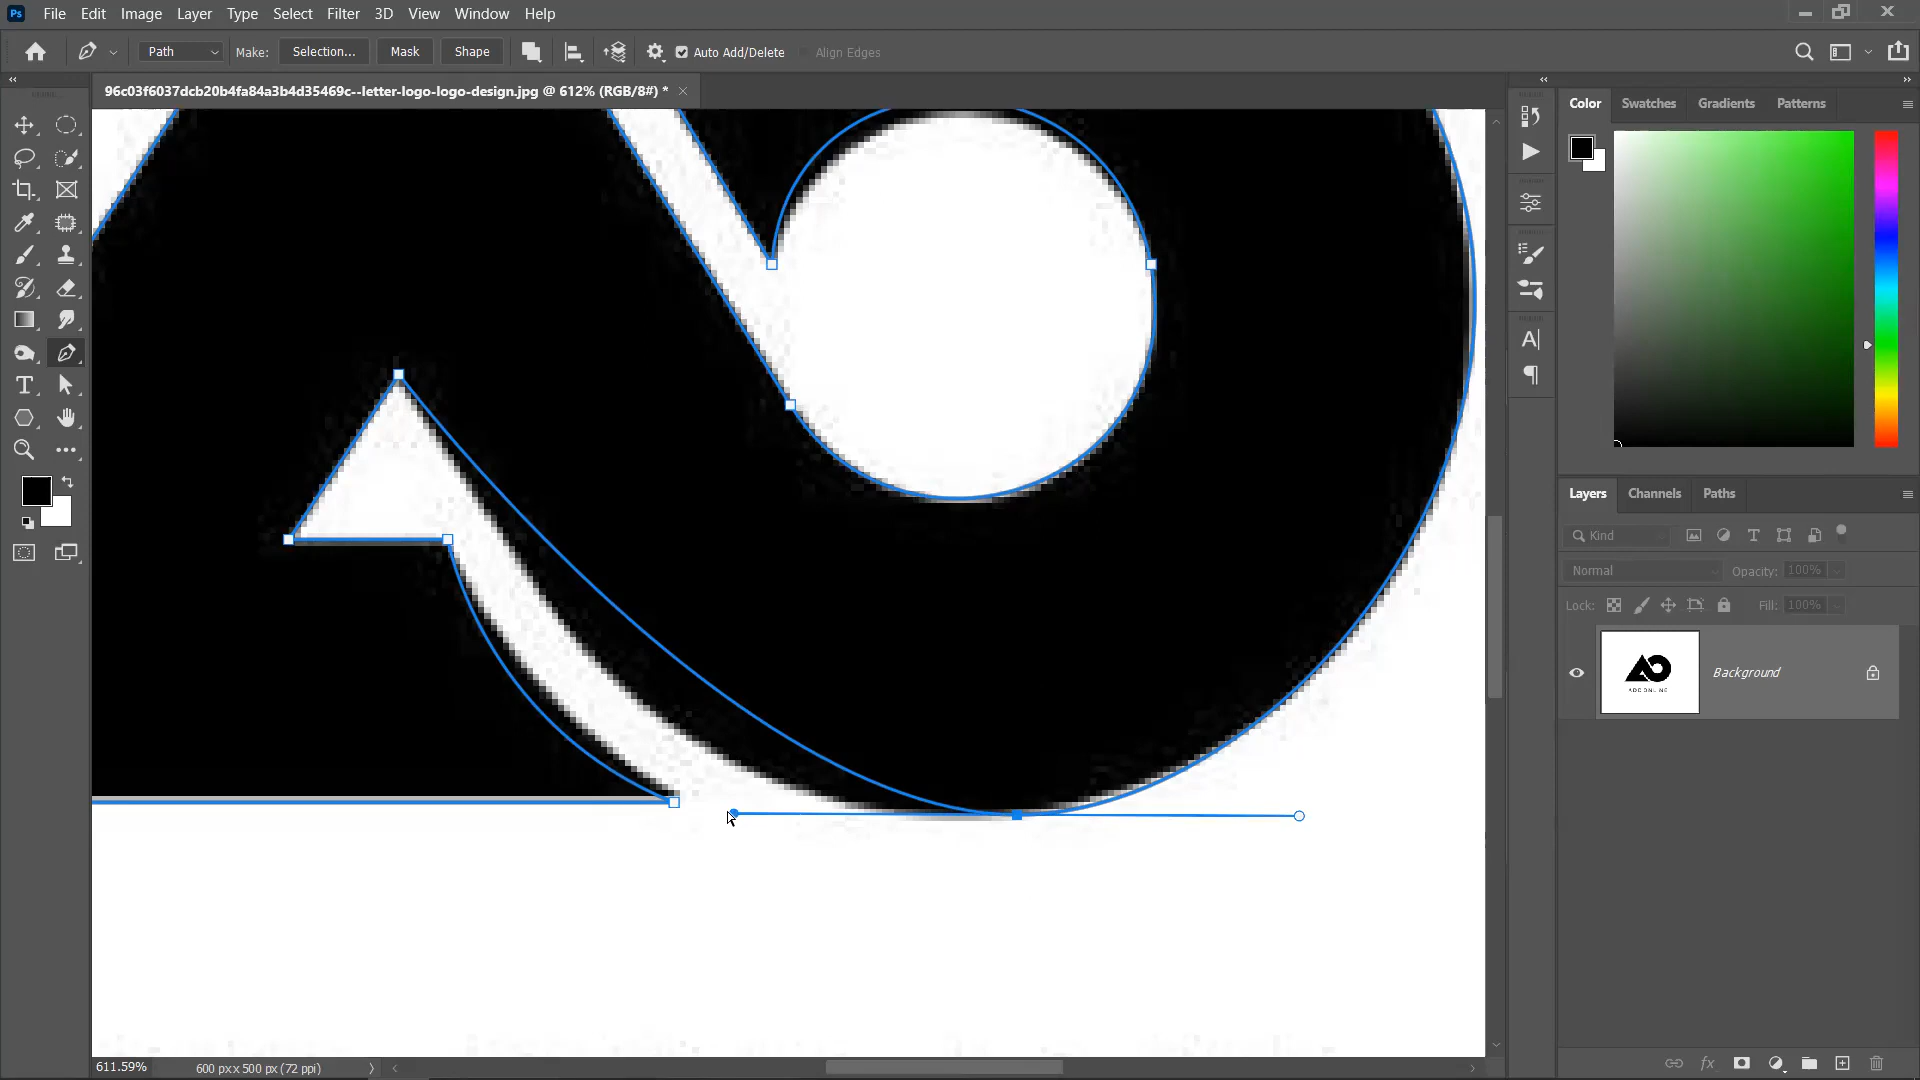 Ps File Edit Image Layer Type Select Filter 3D View Window Help
Path Make: Selection... Mask Shape Auto Add/Delete Align Edges
96c03f6037dcb20b4fa84a3b4d35469c--letter-logo-logo-design.jpg @ 612% (RGB/8#) *
Color Swatches Gradients Patterns
Layers Channels Paths
Kind
Normal Opacity: 100%
Lock: Fill: 100%
Background
ADEONLINE
611.59% 600 px x 500 px (72 ppi)